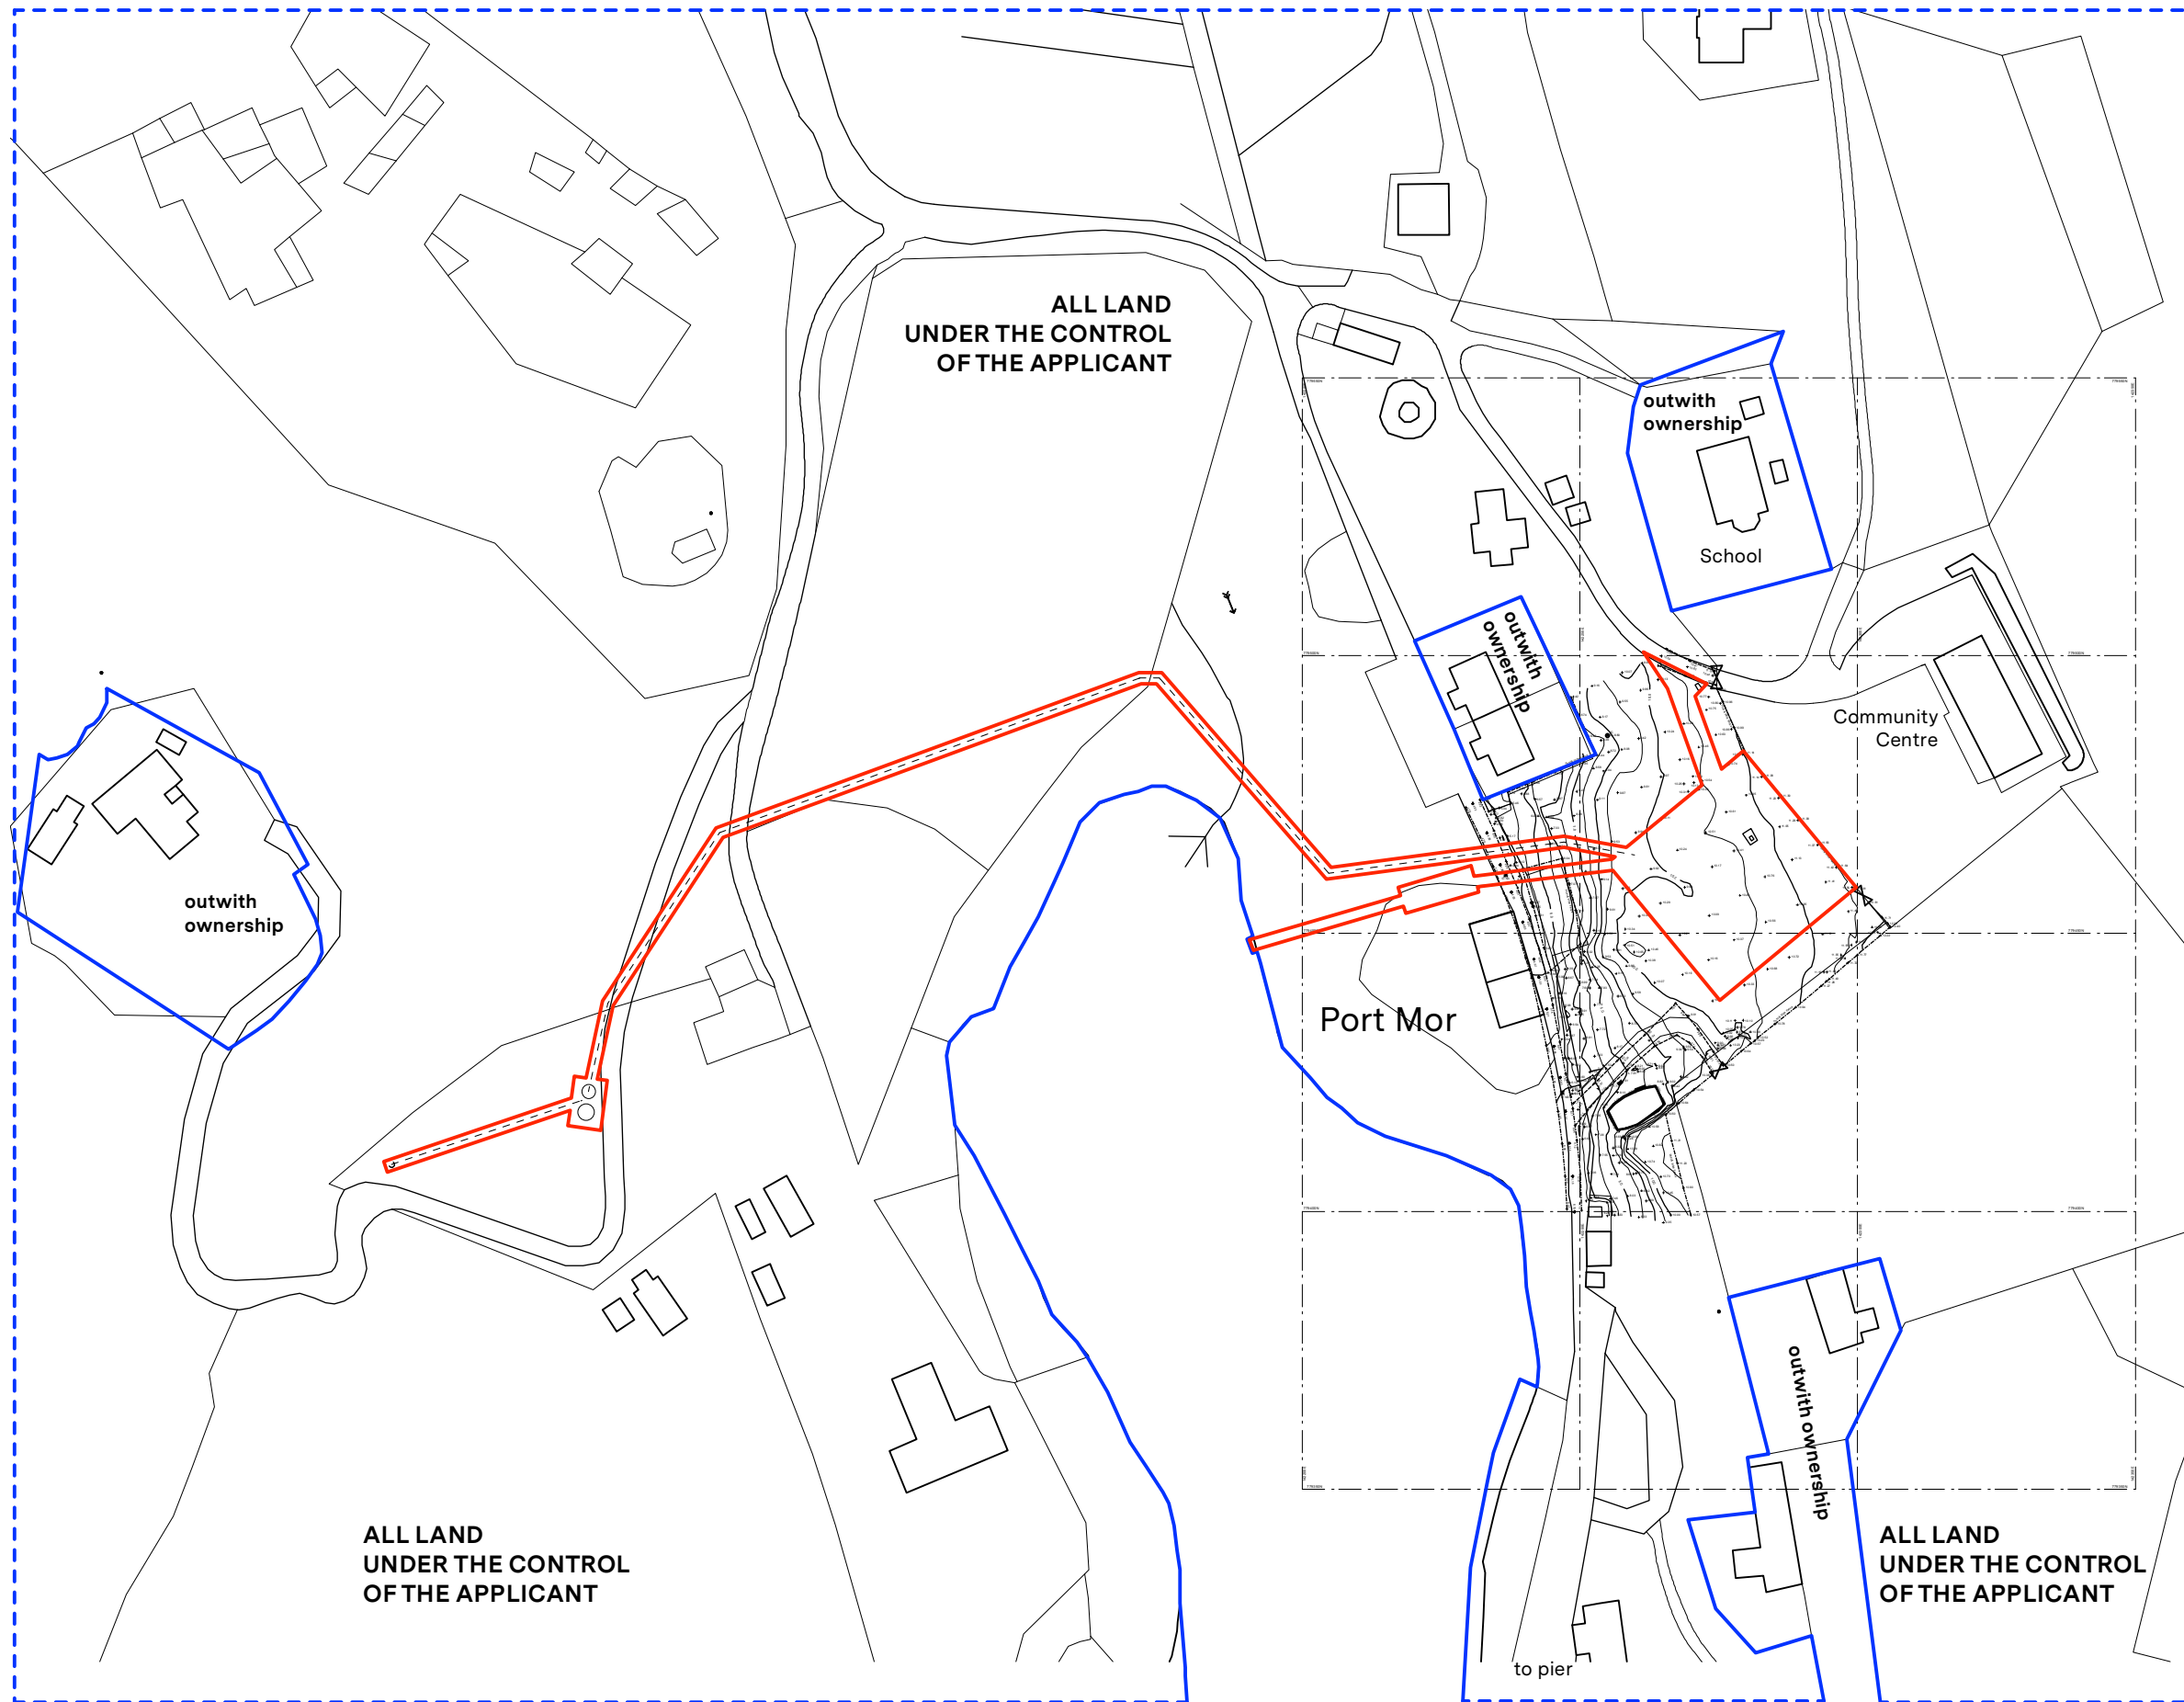 ALL LAND
UNDER THE CONTROL
OF THE APPLICANT
outwith
ownership
School
outwith
ownership
Community
Centre
outwith
ownership
Port Mor
outwith ownership
ALL LAND
UNDER THE CONTROL
OF THE APPLICANT
ALL LAND
UNDER THE CONTROL
OF THE APPLICANT
to pier